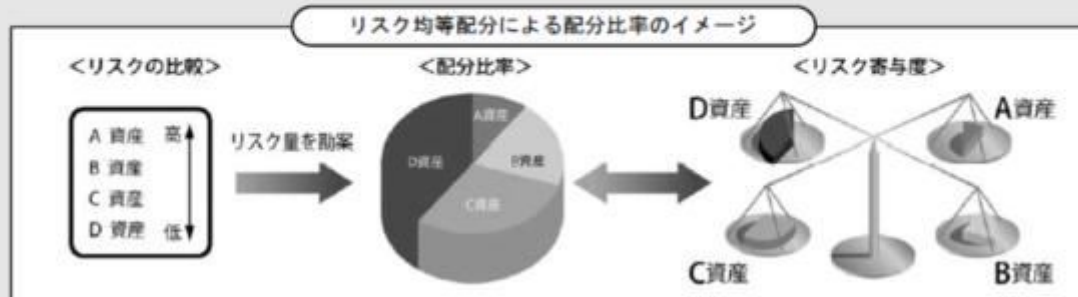 リスク均等配分による配分比率のイメージ
＜リスクの比較＞
A 資産 高
B 資産
C 資産
D 資産 低
リスク量を勘案
＜配分比率＞
A資産
B資産
C資産
D資産
＜リスク寄与度＞
D資産
A資産
C資産
B資産